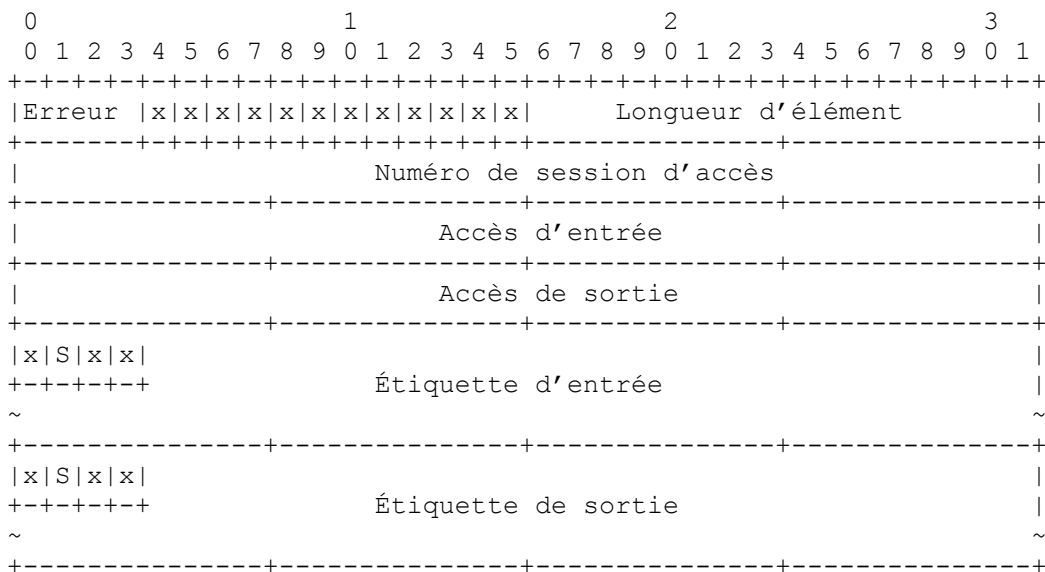 0                   1                   2                   3
 0 1 2 3 4 5 6 7 8 9 0 1 2 3 4 5 6 7 8 9 0 1 2 3 4 5 6 7 8 9 0 1
+-+-+-+-+-+-+-+-+-+-+-+-+-+-+-+-+-+-+-+-+-+-+-+-+-+-+-+-+-+-+-+-+
|Erreur |x|x|x|x|x|x|x|x|x|x|x|x|      Longueur d’élément        |
+-------+-+-+-+-+-+-+-+-+-+-+-+-+---------------+---------------+
|                      Numéro de session d’accès                |
+---------------+---------------+---------------+---------------+
|                          Accès d’entrée                       |
+---------------+---------------+---------------+---------------+
|                          Accès de sortie                      |
+---------------+---------------+---------------+---------------+
|x|S|x|x|                                                       |
+-+-+-+-+              Étiquette d’entrée                       |
~                                                               ~
+---------------+---------------+---------------+---------------+
|x|S|x|x|                                                       |
+-+-+-+-+              Étiquette de sortie                      |
~                                                               ~
+---------------+---------------+---------------+---------------+